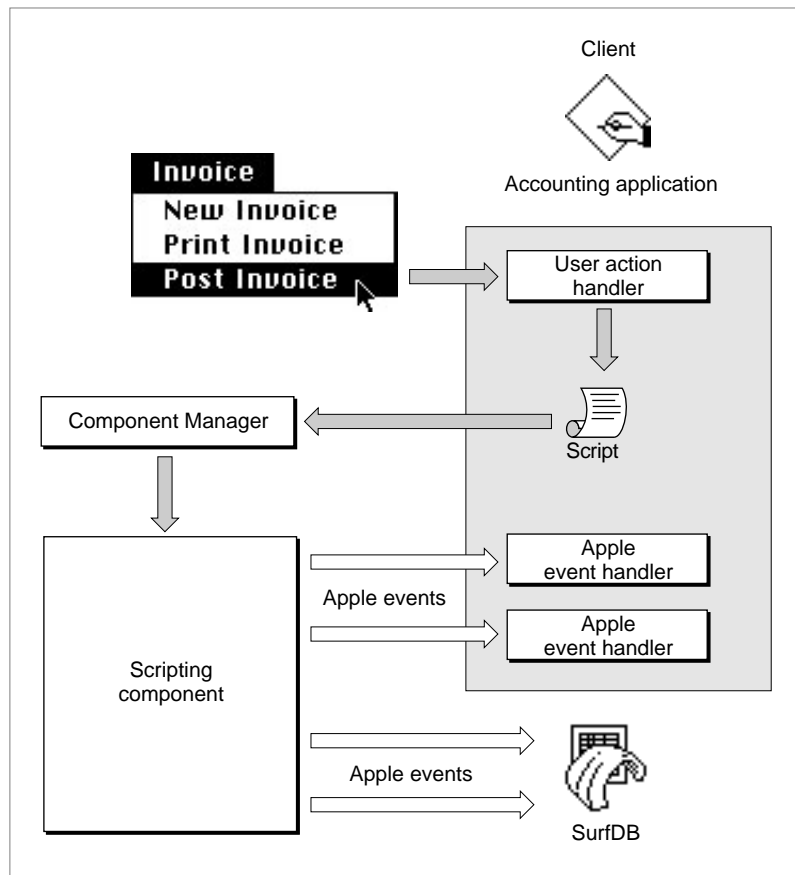 Client
Accounting application
Invoice
New Invoice
Print Invoice
Post Invoice
User action
handler
Component Manager
Script
Apple
event handler
Apple events
Apple
event handler
Scripting
component
Apple events
SurfDB